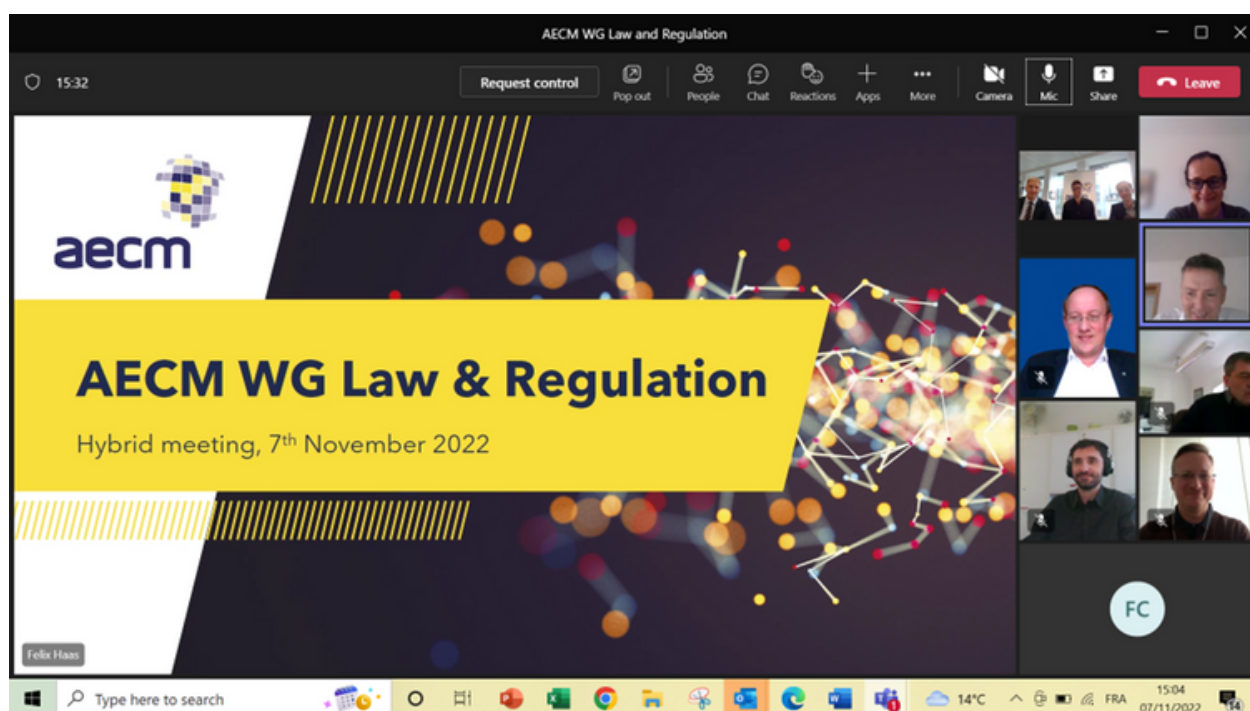 AECM WG Law and Regulation
15:32
Request control
Pop out
People
Chat
Reactions
Apps
More
Camera
Mic
Share
Leave
aecm
AECM WG Law & Regulation
Hybrid meeting, 7th November 2022
Felix Haas
FC
Type here to search
14°C
FRA
15:04
07/11/2022
14